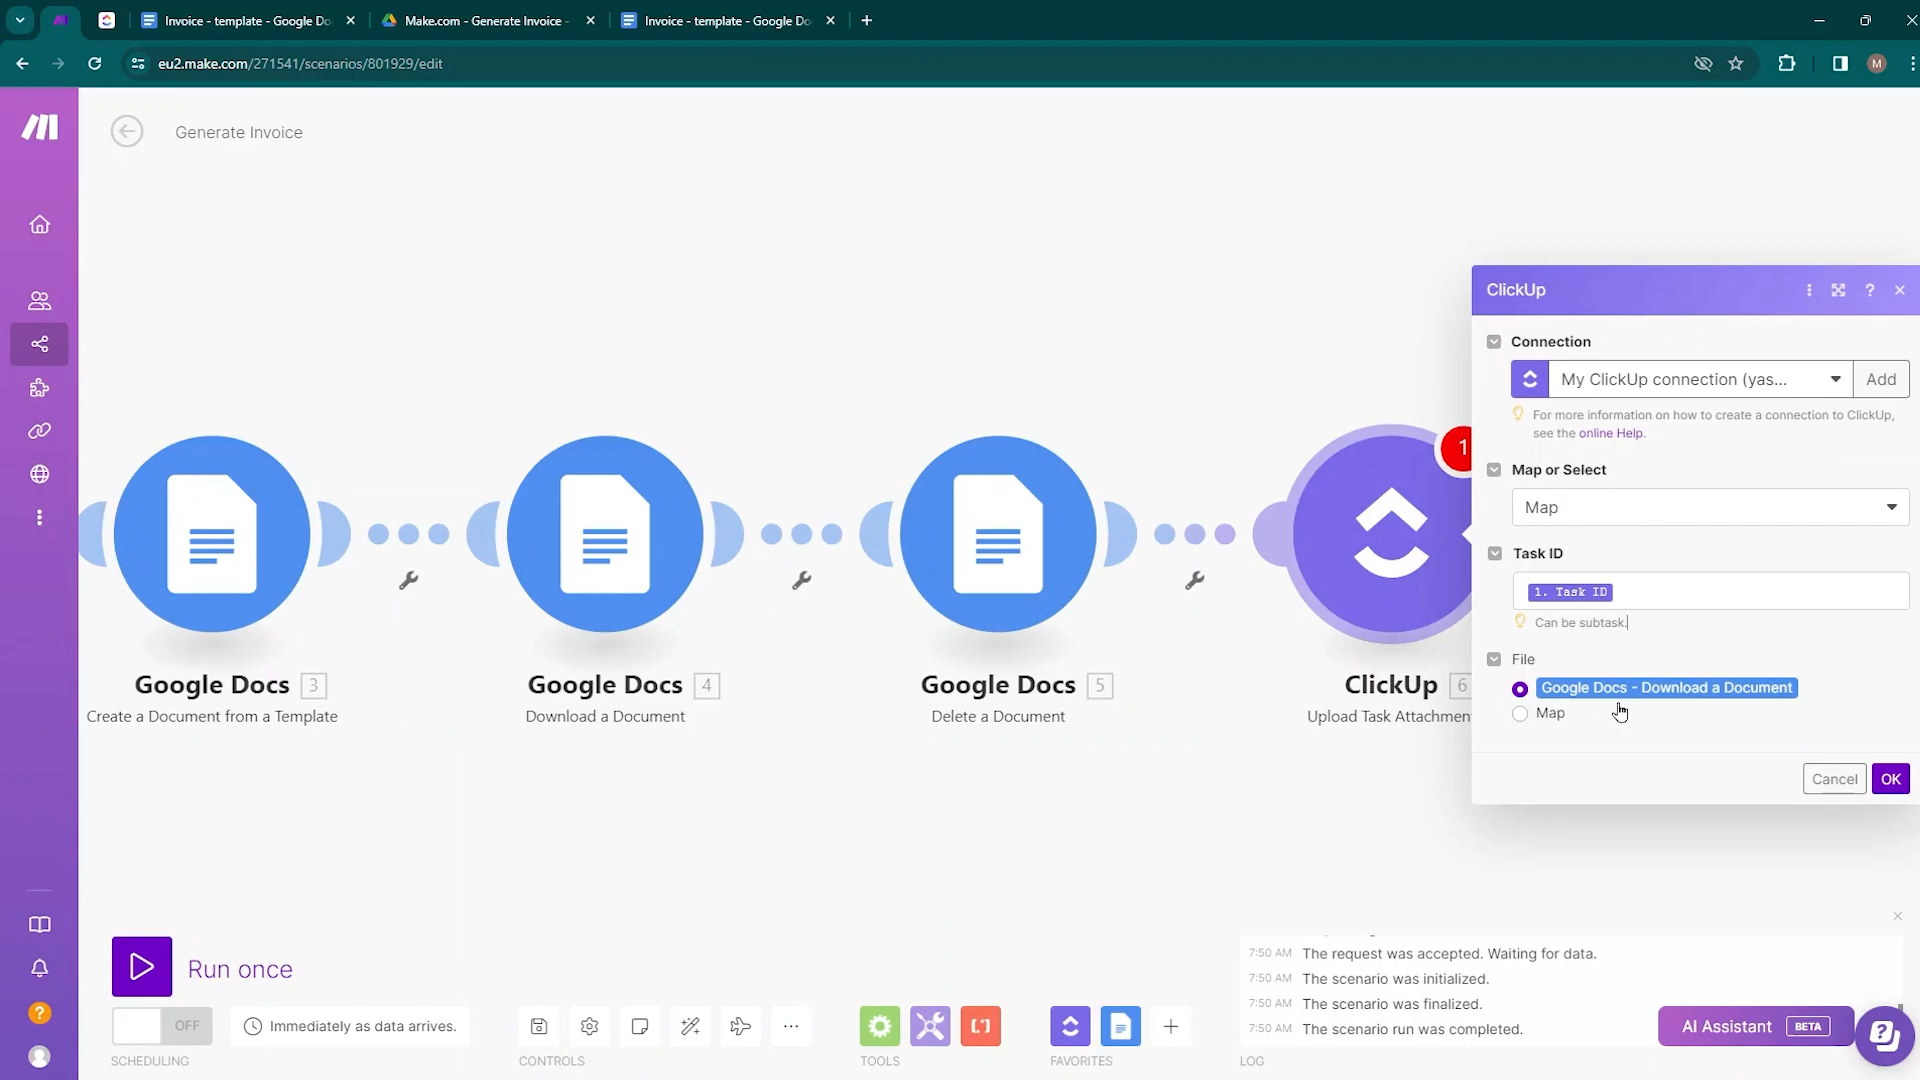 Invoice - template - Google Do
Make.com - Generate Invoice -
Invoice - template - Google Do
eu2.make.com/271541/scenarios/801929/edit
M
Generate Invoice
ClickUp
Connection
My ClickUp connection (yas...
Add
For more information on how to create a connection to ClickUp,
see the online Help.
Map or Select
Map
Task ID
1. Task ID
Can be subtask.
File
Google Docs - Download a Document
Map
Cancel
OK
1
Google Docs 3
Create a Document from a Template
Google Docs 4
Download a Document
Google Docs 5
Delete a Document
ClickUp 6
Upload Task Attachment
Run once
OFF
Immediately as data arrives.
SCHEDULING
CONTROLS
TOOLS
FAVORITES
LOG
7:50 AM The request was accepted. Waiting for data.
7:50 AM The scenario was initialized.
7:50 AM The scenario was finalized.
7:50 AM The scenario run was completed.
AI Assistant BETA